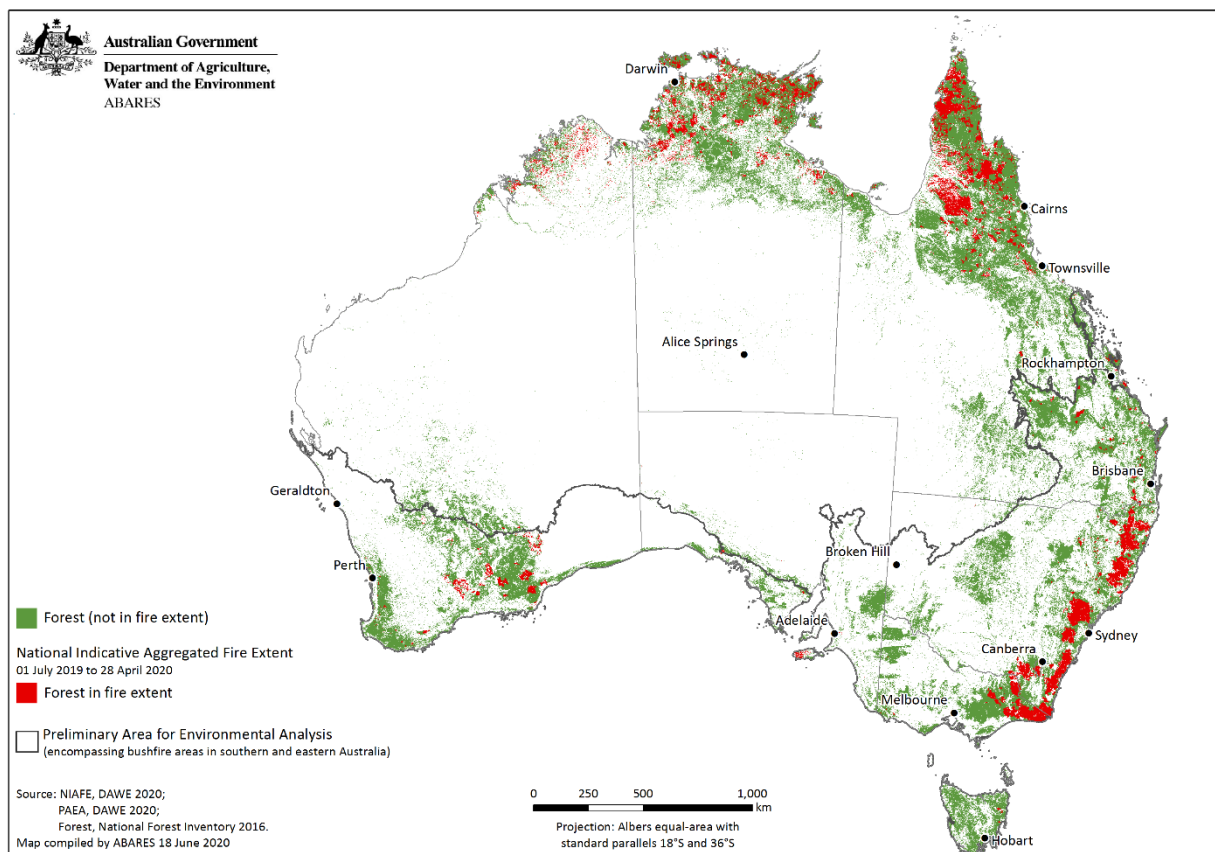 Australian Government
Department of Agriculture,
Water and the Environment
ABARES
Darwin
Cairns
Townsville
Alice Springs
Rockhampton
Brisbane
Geraldton
Broken Hill
Perth
Adelaide
Sydney
Canberra
Melbourne
Hobart
Forest (not in fire extent)
National Indicative Aggregated Fire Extent
01 July 2019 to 28 April 2020
Forest in fire extent
Preliminary Area for Environmental Analysis
(encompassing bushfire areas in southern and eastern Australia)
Source: NIAFE, DAWE 2020;
PAEA, DAWE 2020;
Forest, National Forest Inventory 2016.
Map compiled by ABARES 18 June 2020
0 250 500 1,000
km
Projection: Albers equal-area with
standard parallels 18°S and 36°S